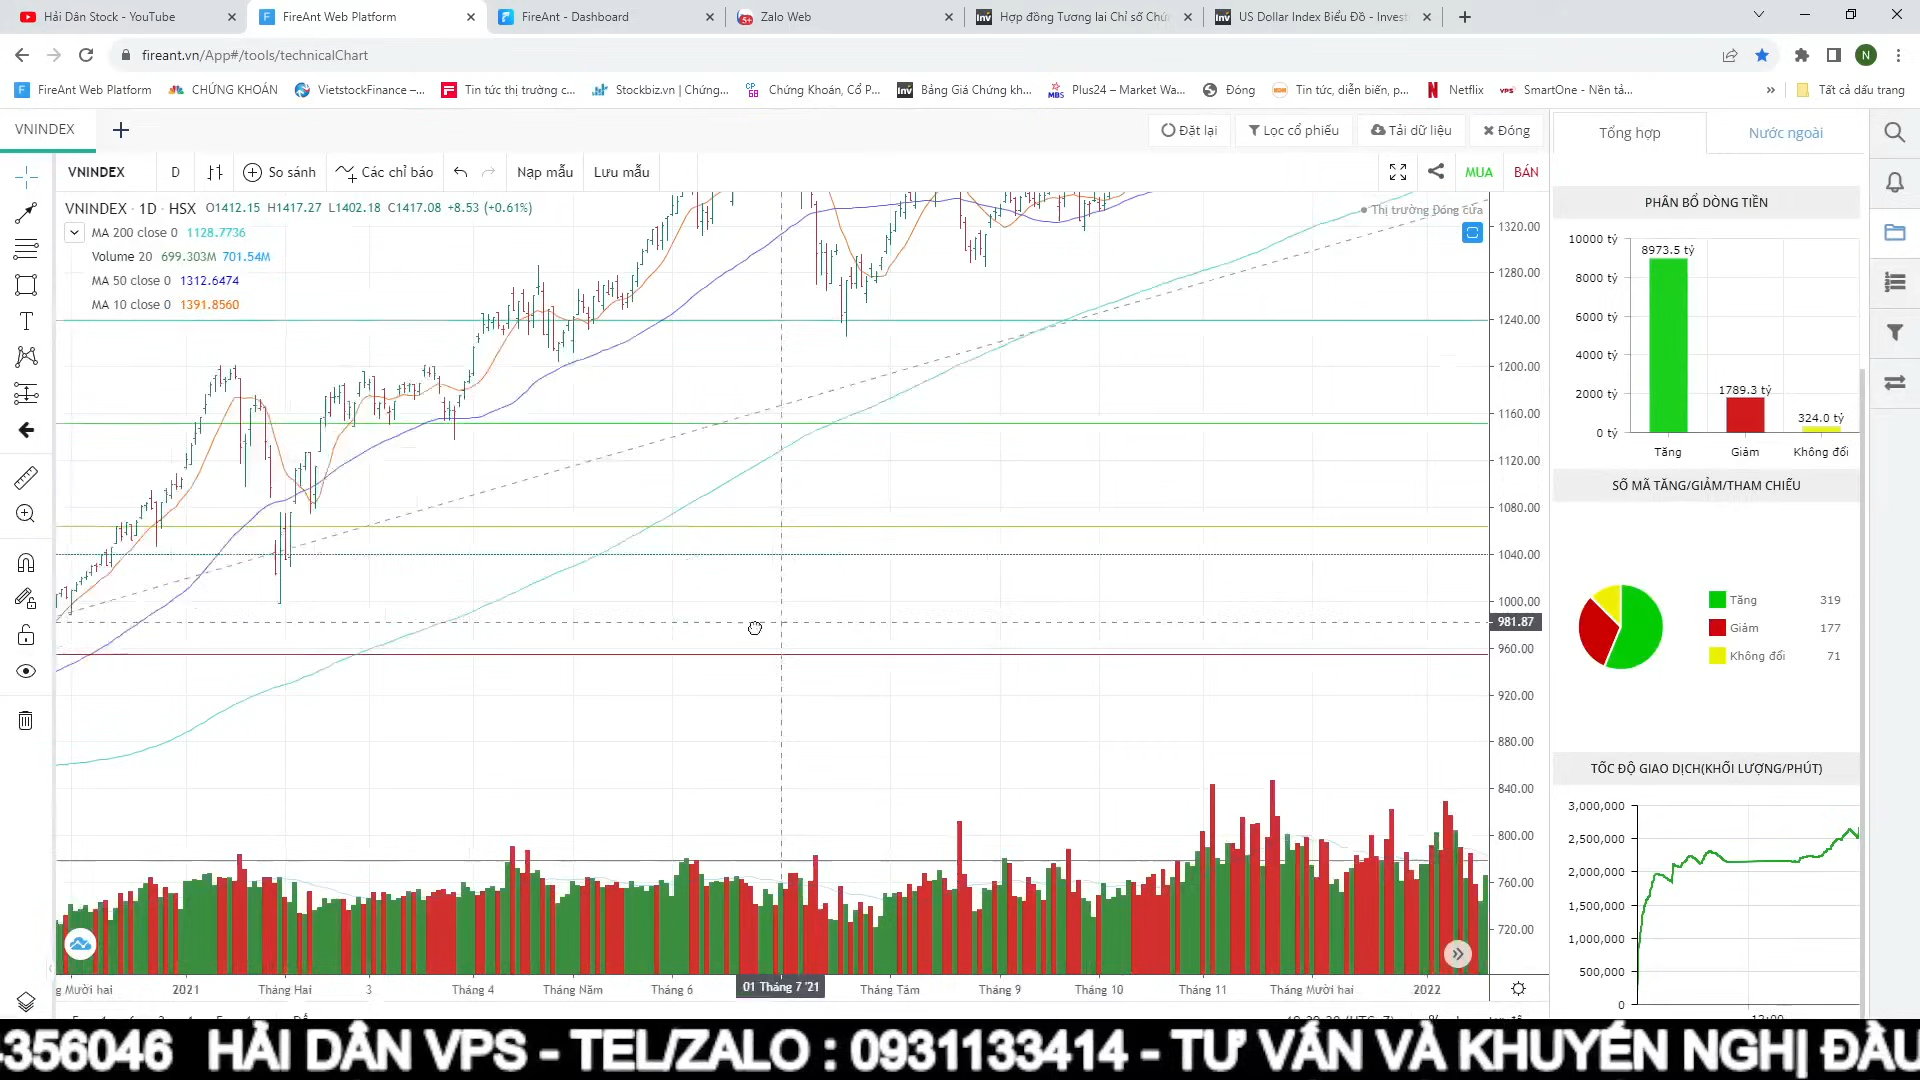 Hải Dân Stock - YouTube
FireAnt Web Platform
FireAnt - Dashboard
Zalo Web
Hợp đồng Tương lai Chỉ số Chứn
US Dollar Index Biểu Đồ - Invest
fireant.vn/App#/tools/technicalChart
N
FireAnt Web Platform
CHỨNG KHOÁN
VietstockFinance –...
Tin tức thị trường c...
Stockbiz.vn | Chứng...
Chứng Khoán, Cổ P...
Bảng Giá Chứng kh...
Plus24 – Market Wa...
Đóng
Tin tức, diễn biến, p...
Netflix
SmartOne - Nền tả...
Tất cả dấu trang
VNINDEX
Đặt lại
Lọc cổ phiếu
Tải dữ liệu
Đóng
Tổng hợp
Nước ngoài
VNINDEX
D
So sánh
Các chỉ báo
Nạp mẫu
Lưu mẫu
MUA
BÁN
VNINDEX · 1D · HSX O1412.15 H1417.27 L1402.18 C1417.08 +8.53 (+0.61%)
Thị trường Đóng cửa
MA 200 close 0 1128.7736
Volume 20 699.303M 701.54M
MA 50 close 0 1312.6474
MA 10 close 0 1391.8560
1320.00
1280.00
1240.00
1200.00
1160.00
1120.00
1080.00
1040.00
1000.00
981.87
960.00
920.00
880.00
840.00
800.00
760.00
720.00
g Mười hai
2021
Tháng Hai
3
Tháng 4
Tháng Năm
Tháng 6
01 Tháng 7 '21
Tháng Tám
Tháng 9
Tháng 10
Tháng 11
Tháng Mười hai
2022
PHÂN BỔ DÒNG TIỀN
10000 tỷ
8000 tỷ
6000 tỷ
4000 tỷ
2000 tỷ
0 tỷ
8973.5 tỷ
1789.3 tỷ
324.0 tỷ
Tăng
Giảm
Không đổi
SỐ MÃ TĂNG/GIẢM/THAM CHIẾU
Tăng 319
Giảm 177
Không đổi 71
TỐC ĐỘ GIAO DỊCH(KHỐI LƯỢNG/PHÚT)
3,000,000
2,500,000
2,000,000
1,500,000
1,000,000
500,000
0
4356046 HẢI DÂN VPS - TEL/ZALO : 0931133414 - TƯ VẤN VÀ KHUYẾN NGHỊ ĐẦU